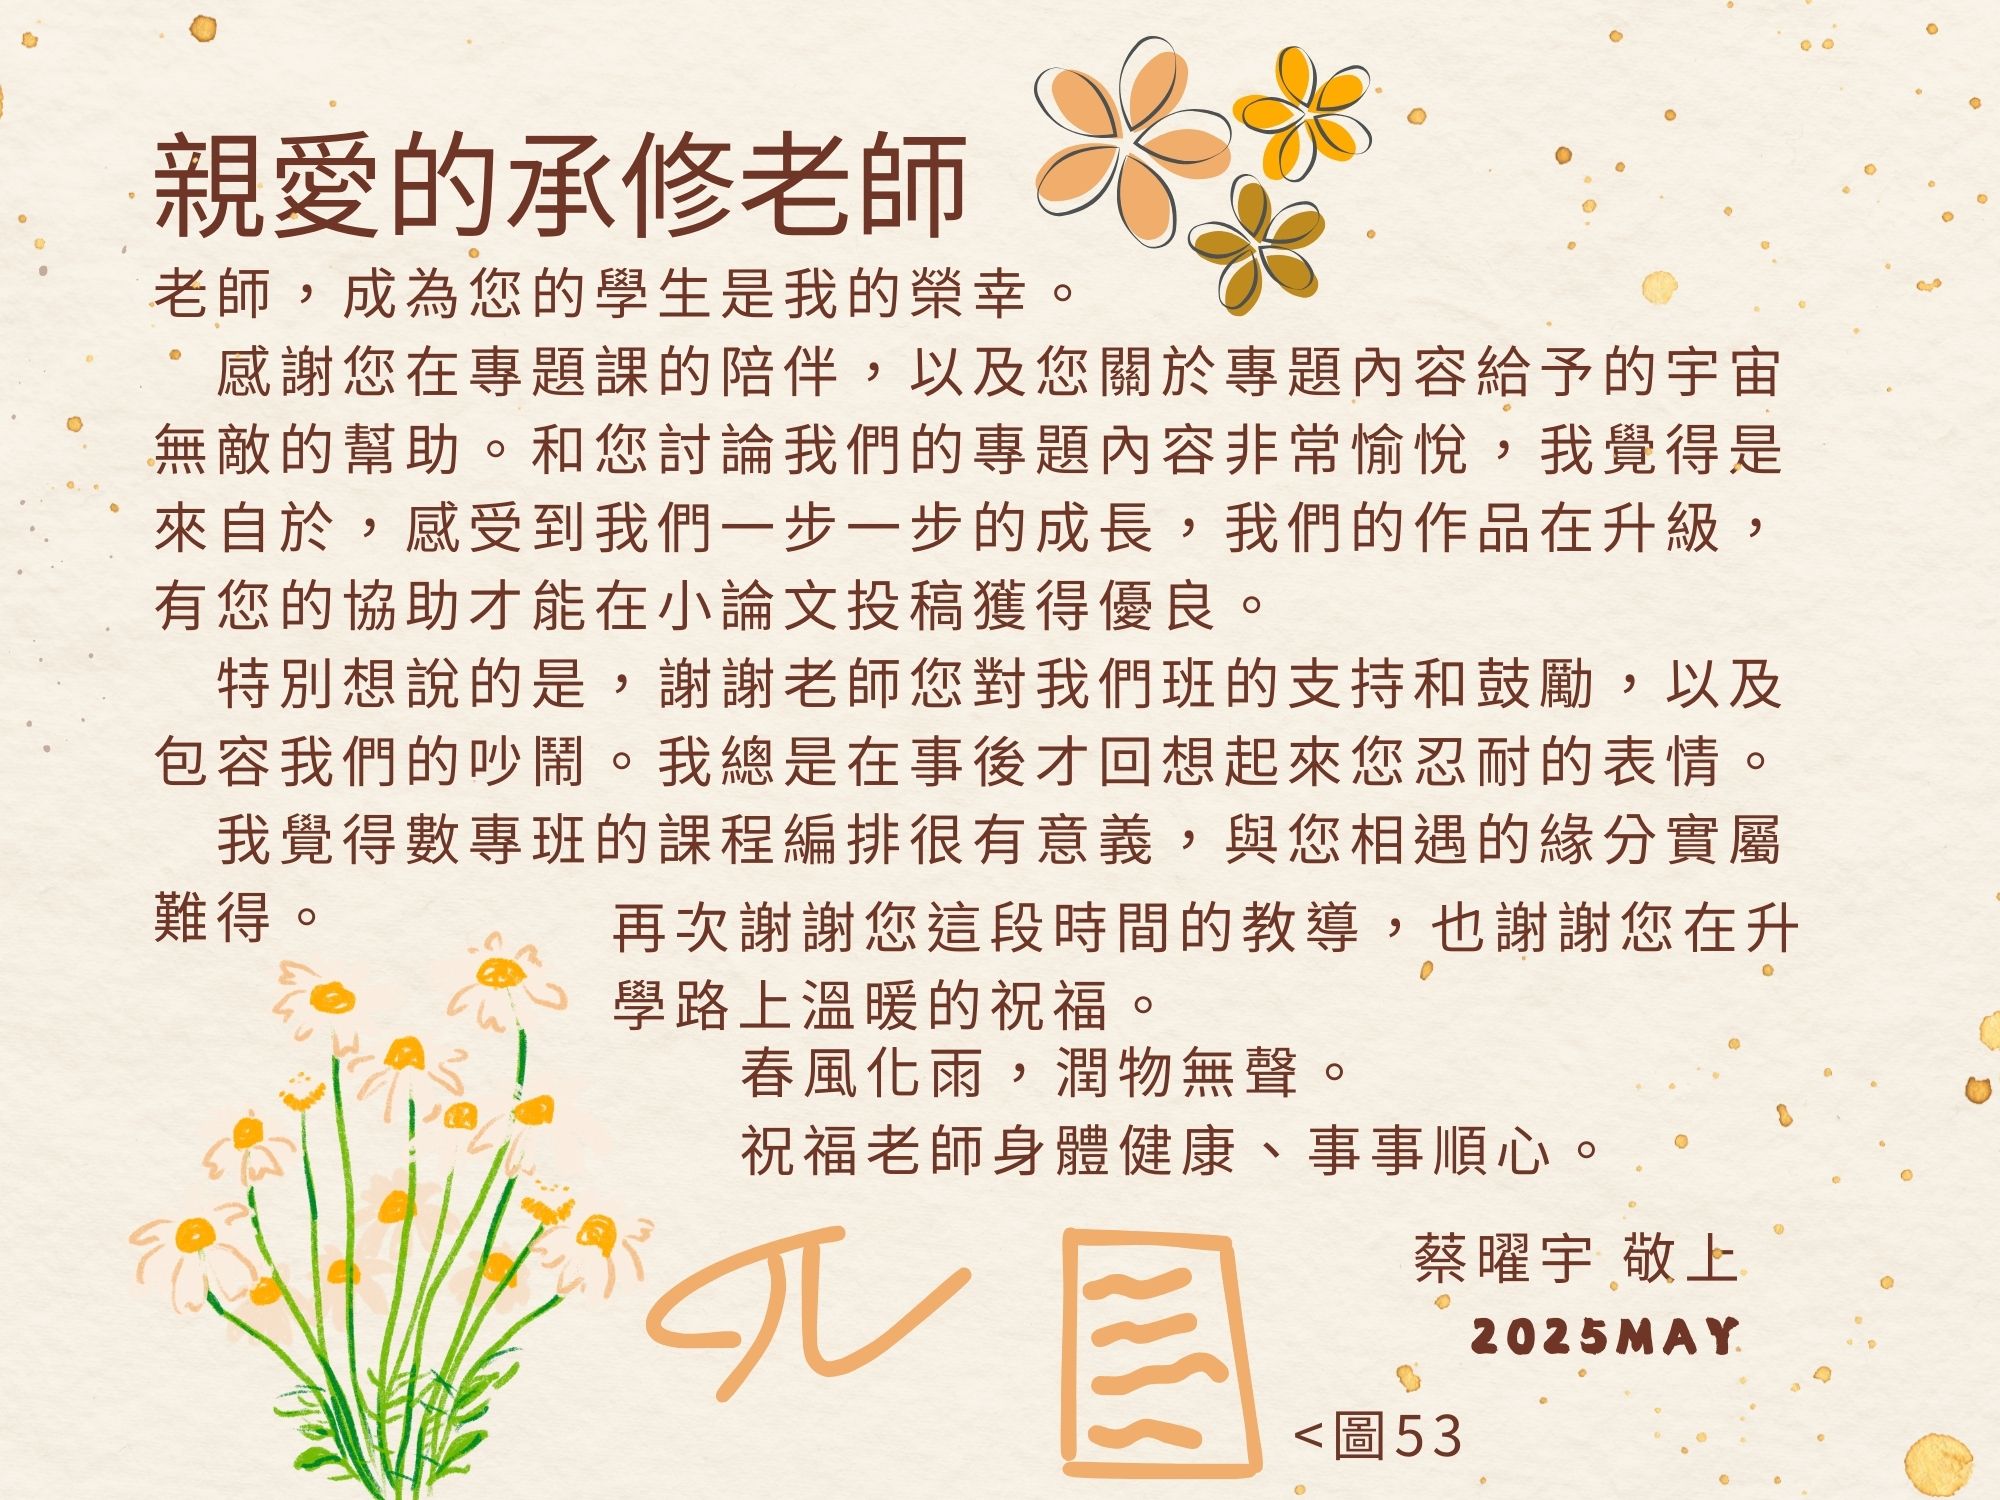 親愛的承修老師
老師，成為您的學生是我的榮幸。
感謝您在專題課的陪伴，以及您關於專題內容給予的宇宙
無敵的幫助。和您討論我們的專題內容非常愉悅，我覺得是
來自於，感受到我們一步一步的成長，我們的作品在升級，
有您的協助才能在小論文投稿獲得優良。
特別想說的是，謝謝老師您對我們班的支持和鼓勵，以及
包容我們的吵鬧。我總是在事後才回想起來您忍耐的表情。
我覺得數專班的課程編排很有意義，與您相遇的緣分實屬
難得。
再次謝謝您這段時間的教導，也謝謝您在升
學路上溫暖的祝福。
春風化雨，潤物無聲。
祝福老師身體健康、事事順心。
蔡曜宇 敬上
2025MAY
<圖53